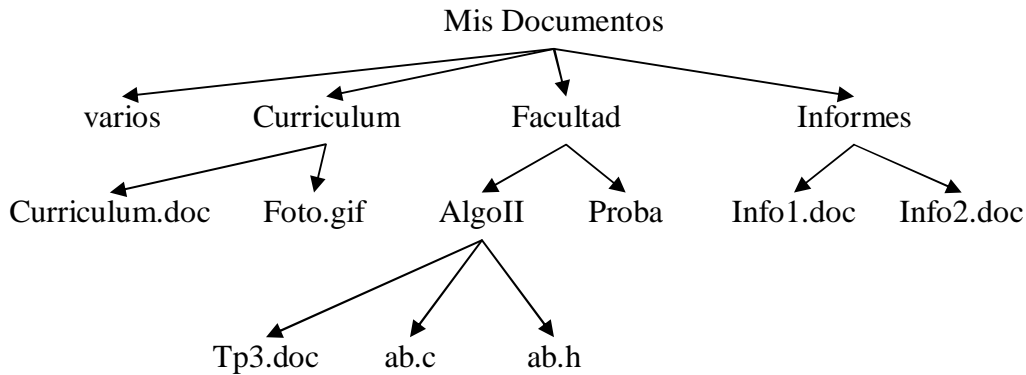 Mis Documentos
varios Curriculum Facultad Informes
Curriculum.doc Foto.gif AlgoII Proba Info1.doc Info2.doc
Tp3.doc ab.c ab.h